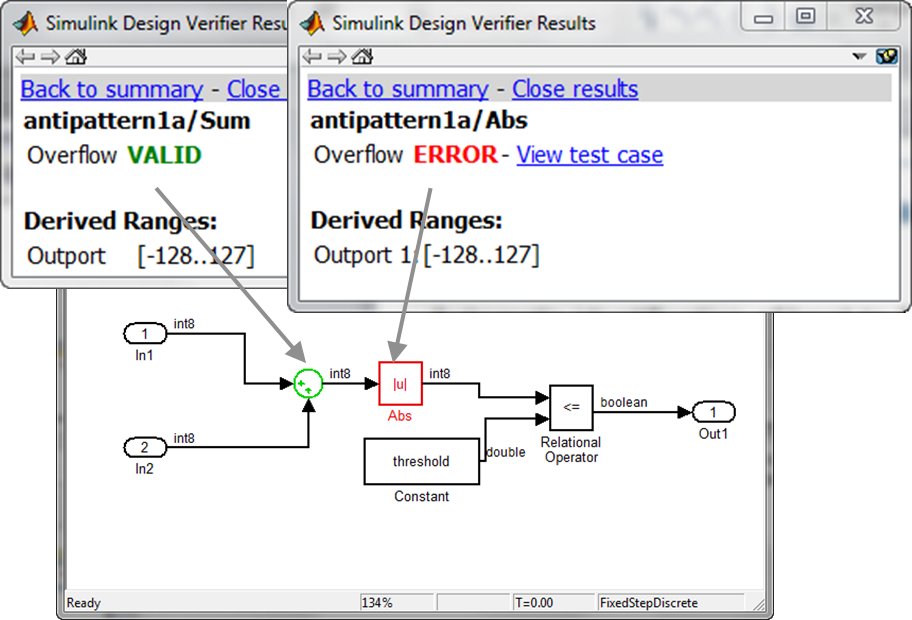 Simulink Design Verifier Resu
Back to summary - Close
antipattern1a/Sum
Overflow VALID
Derived Ranges:
Outport [-128..127]
Simulink Design Verifier Results
Back to summary - Close results
antipattern1a/Abs
Overflow ERROR - View test case
Derived Ranges:
Outport 1: [-128..127]
1
int8
In1
2
int8
In2
int8
|u|
Abs
int8
threshold
Constant
double
<=
Relational
Operator
boolean
1
Out1
Ready 134% T=0.00 FixedStepDiscrete